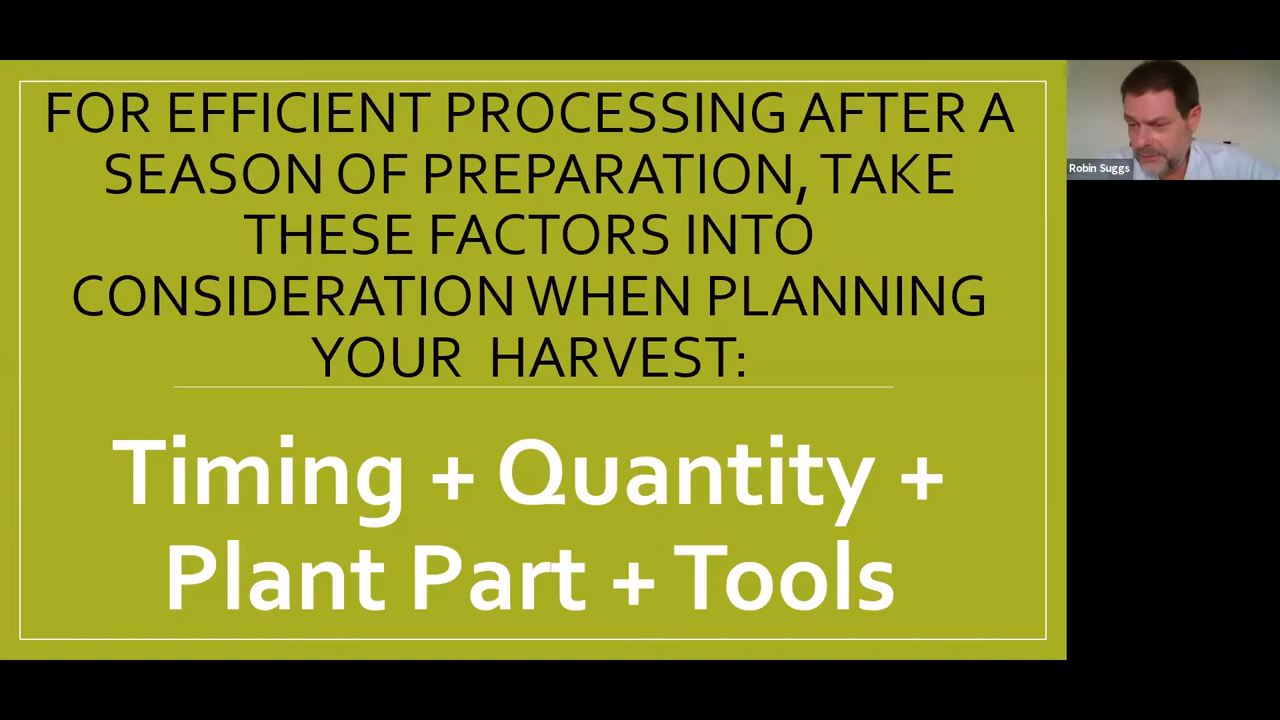 FOR EFFICIENT PROCESSING AFTER A
SEASON OF PREPARATION, TAKE
THESE FACTORS INTO
CONSIDERATION WHEN PLANNING
YOUR HARVEST:
Timing + Quantity +
Plant Part + Tools
Robin Suggs